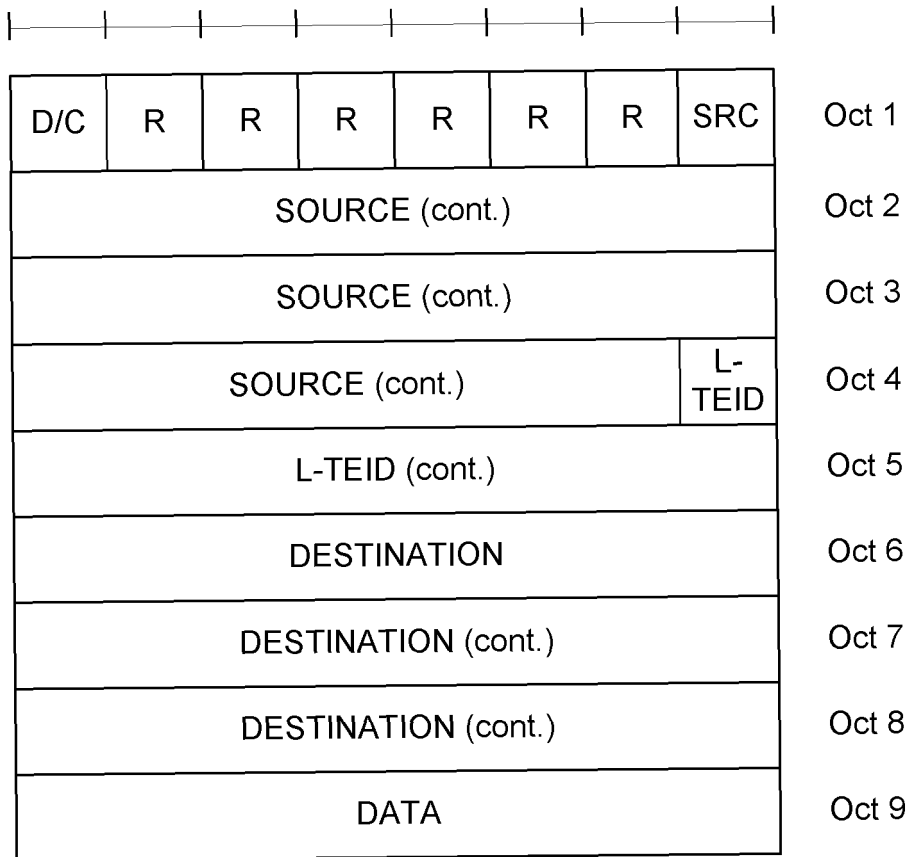 D/C R R R R R R SRC Oct 1
SOURCE (cont.) Oct 2
SOURCE (cont.) Oct 3
SOURCE (cont.) L-TEID Oct 4
L-TEID (cont.) Oct 5
DESTINATION Oct 6
DESTINATION (cont.) Oct 7
DESTINATION (cont.) Oct 8
DATA Oct 9